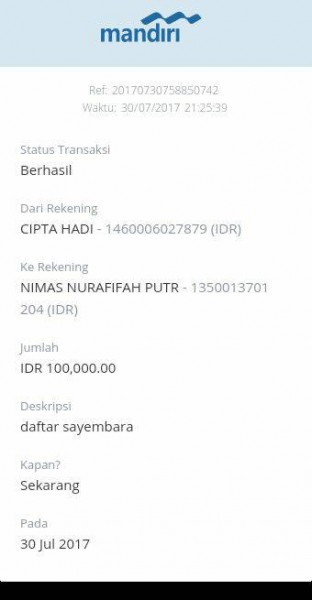 mandiri
Ref: 20170730758850742
Waktu: 30/07/2017 21:25:39
Status Transaksi
Berhasil
Dari Rekening
CIPTA HADI - 1460006027879 (IDR)
Ke Rekening
NIMAS NURAFIFAH PUTR - 1350013701
204 (IDR)
Jumlah
IDR 100,000.00
Deskripsi
daftar sayembara
Kapan?
Sekarang
Pada
30 Jul 2017